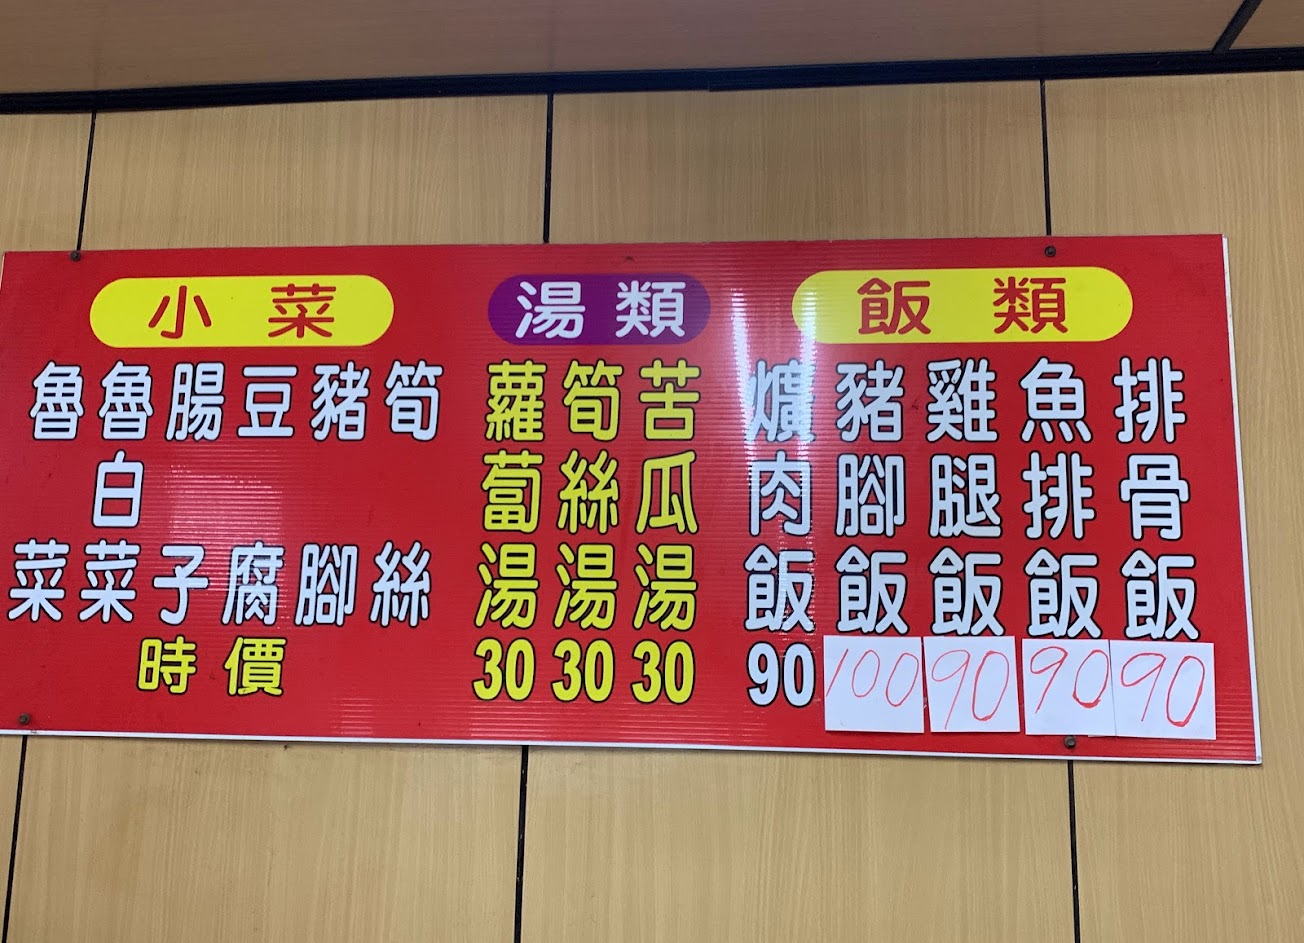 飯類
排骨飯
90
魚排飯
90
雞腿飯
90
豬腳飯
100
爌肉飯
90
湯類
苦瓜湯
30
筍絲湯
30
蘿蔔湯
30
小菜
筍絲
豬腳
豆腐
腸子
魯白菜
魯菜
時價